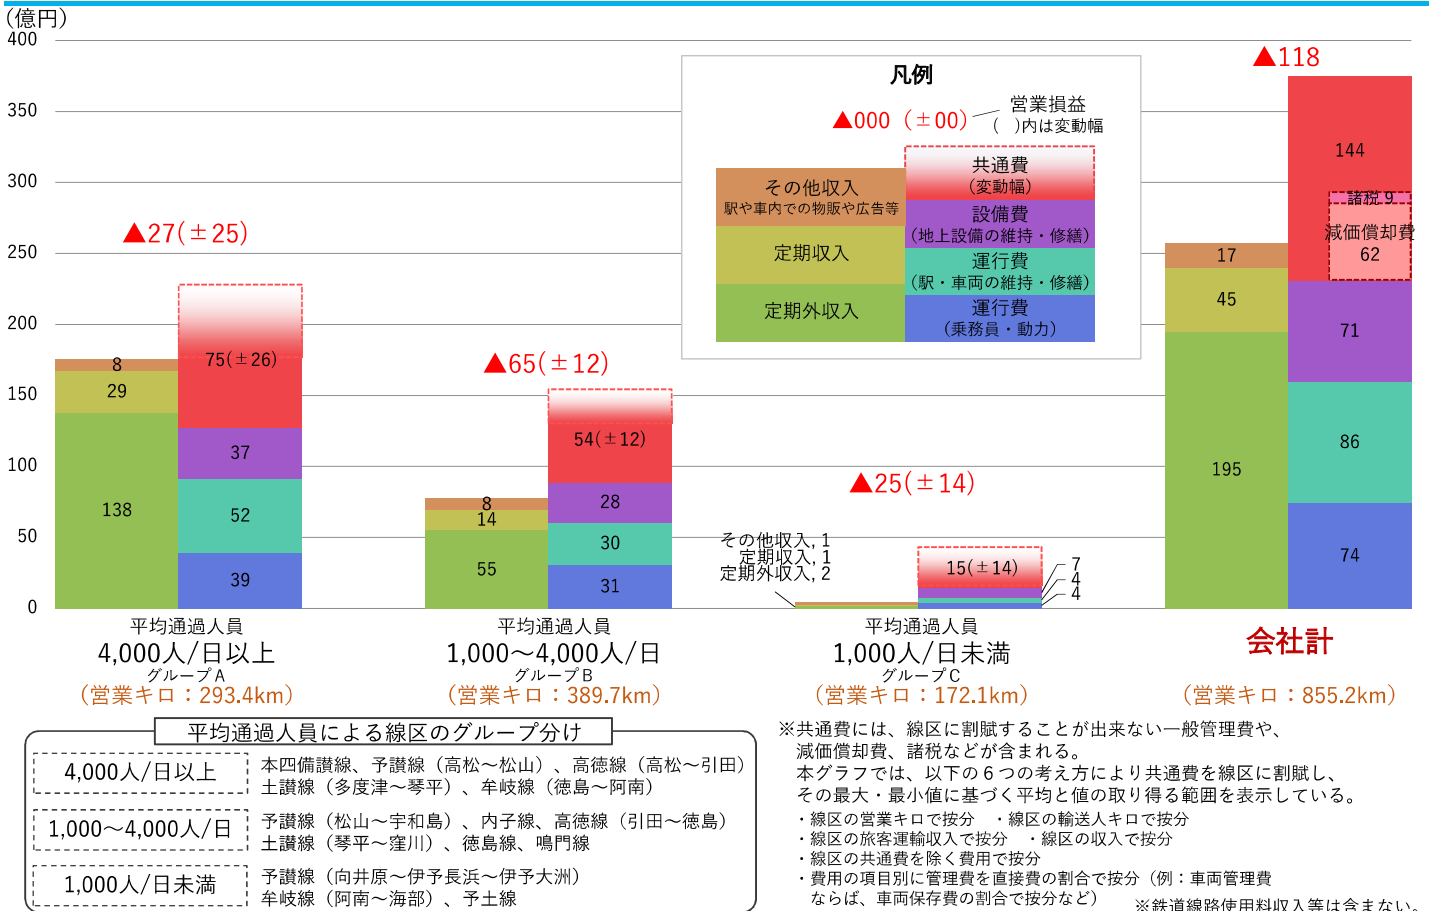 (億円)
400
350
300
250
200
150
100
50
0
▲27(±25)
8
29
138
75(±26)
37
52
39
▲65(±12)
8
14
55
54(±12)
28
30
31
凡例
▲000 (±00)
営業損益
( )内は変動幅
その他収入
駅や車内での物販や広告等
定期収入
定期外収入
共通費
(変動幅)
設備費
(地上設備の維持・修繕)
運行費
(駅・車両の維持・修繕)
運行費
(乗務員・動力)
▲25(±14)
その他収入, 1
定期収入, 1
定期外収入, 2
15(±14)
7
4
4
▲118
17
45
195
144
諸税 9
減価償却費
62
71
86
74
平均通過人員
4,000人/日以上
グループA
(営業キロ：293.4km)
平均通過人員
1,000～4,000人/日
グループB
(営業キロ：389.7km)
平均通過人員
1,000人/日未満
グループC
(営業キロ：172.1km)
会社計
(営業キロ：855.2km)
平均通過人員による線区のグループ分け
4,000人/日以上
本四備讃線、予讃線（高松～松山）、高徳線（高松～引田）
土讃線（多度津～琴平）、牟岐線（徳島～阿南）
1,000～4,000人/日
予讃線（松山～宇和島）、内子線、高徳線（引田～徳島）
土讃線（琴平～窪川）、徳島線、鳴門線
1,000人/日未満
予讃線（向井原～伊予長浜～伊予大洲）
牟岐線（阿南～海部）、予土線
※共通費には、線区に割賦することが出来ない一般管理費や、
減価償却費、諸税などが含まれる。
本グラフでは、以下の６つの考え方により共通費を線区に割賦し、
その最大・最小値に基づく平均と値の取り得る範囲を表示している。
・線区の営業キロで按分 ・線区の輸送人キロで按分
・線区の旅客運輸収入で按分 ・線区の収入で按分
・線区の共通費を除く費用で按分
・費用の項目別に管理費を直接費の割合で按分（例：車両管理費
ならば、車両保存費の割合で按分など）
※鉄道線路使用料収入等は含まない。